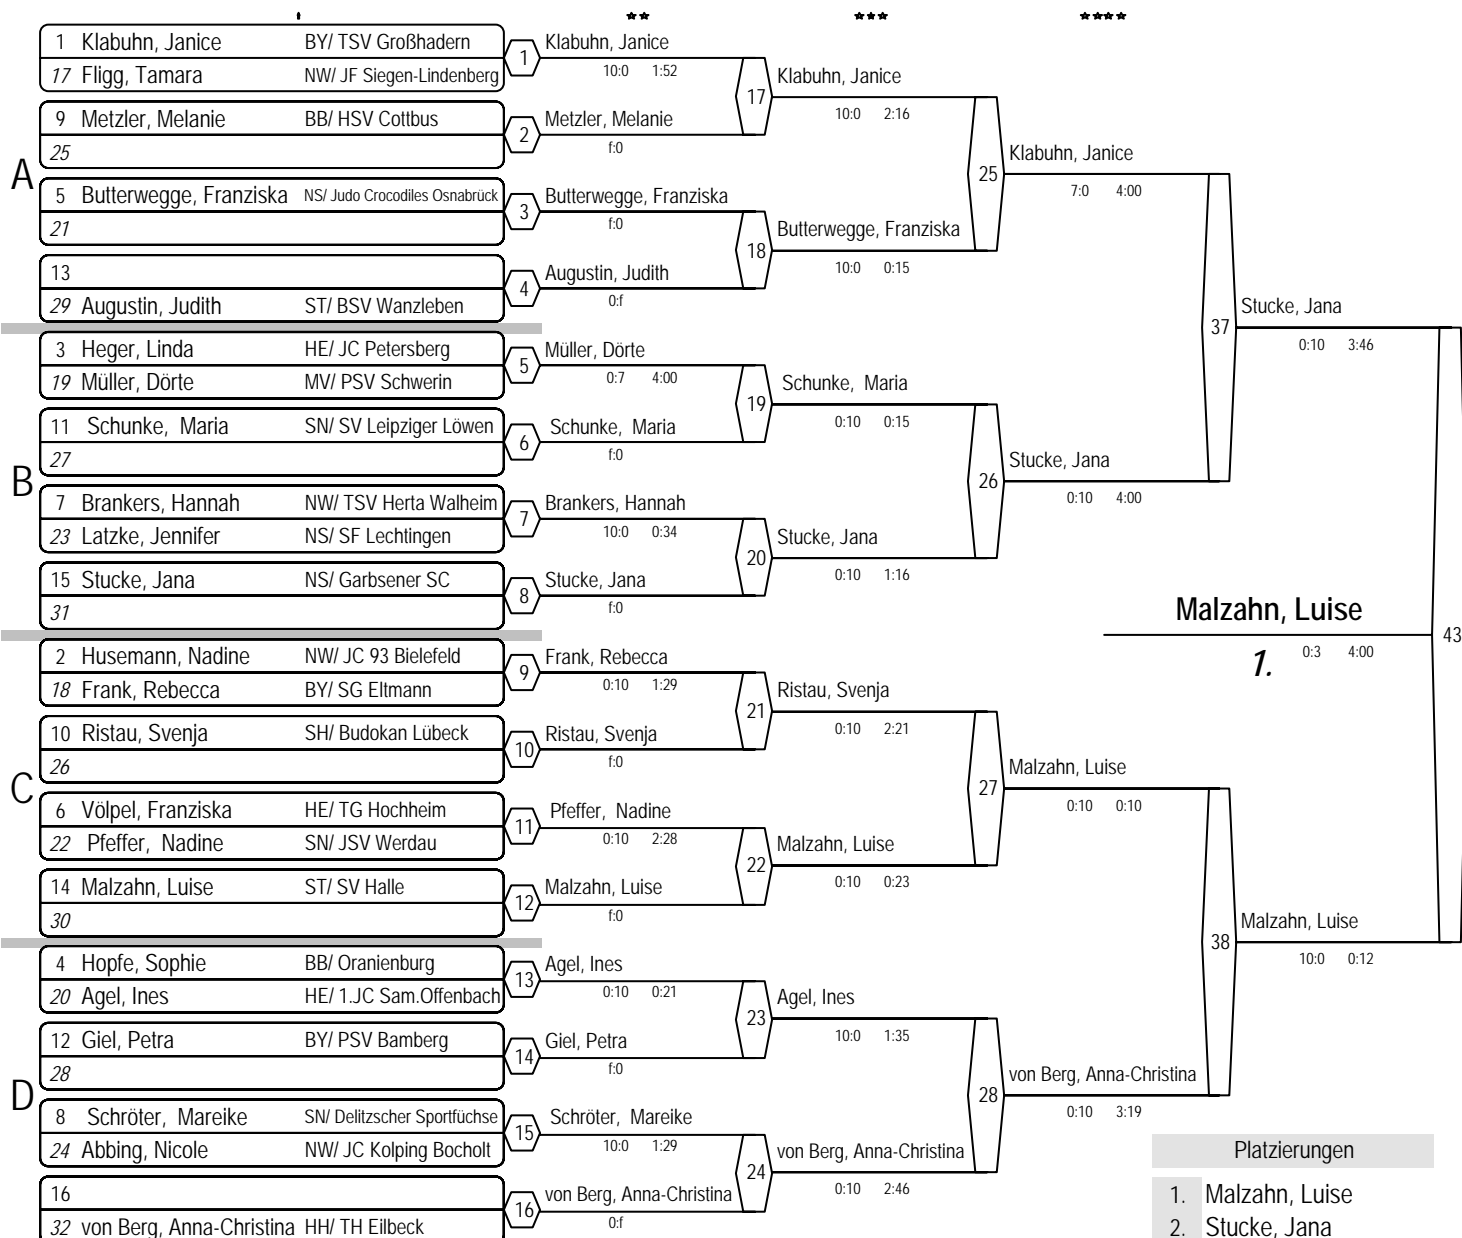 * ** *** ****
1 Klabuhn, Janice BY/ TSV Großhadern
17 Fligg, Tamara NW/ JF Siegen-Lindenberg
9 Metzler, Melanie BB/ HSV Cottbus
25
A
5 Butterwegge, Franziska NS/ Judo Crocodiles Osnabrück
21
13
29 Augustin, Judith ST/ BSV Wanzleben
3 Heger, Linda HE/ JC Petersberg
19 Müller, Dörte MV/ PSV Schwerin
11 Schunke, Maria SN/ SV Leipziger Löwen
27
B
7 Brankers, Hannah NW/ TSV Herta Walheim
23 Latzke, Jennifer NS/ SF Lechtingen
15 Stucke, Jana NS/ Garbsener SC
31
2 Husemann, Nadine NW/ JC 93 Bielefeld
18 Frank, Rebecca BY/ SG Eltmann
10 Ristau, Svenja SH/ Budokan Lübeck
26
C
6 Völpel, Franziska HE/ TG Hochheim
22 Pfeffer, Nadine SN/ JSV Werdau
14 Malzahn, Luise ST/ SV Halle
30
4 Hopfe, Sophie BB/ Oranienburg
20 Agel, Ines HE/ 1.JC Sam.Offenbach
12 Giel, Petra BY/ PSV Bamberg
28
D
8 Schröter, Mareike SN/ Delitzscher Sportfüchse
24 Abbing, Nicole NW/ JC Kolping Bocholt
16
32 von Berg, Anna-Christina HH/ TH Eilbeck
1 Klabuhn, Janice
10:0 1:52
2 Metzler, Melanie
f:0
3 Butterwegge, Franziska
f:0
4 Augustin, Judith
0:f
5 Müller, Dörte
0:7 4:00
6 Schunke, Maria
f:0
7 Brankers, Hannah
10:0 0:34
8 Stucke, Jana
f:0
9 Frank, Rebecca
0:10 1:29
10 Ristau, Svenja
f:0
11 Pfeffer, Nadine
0:10 2:28
12 Malzahn, Luise
f:0
13 Agel, Ines
0:10 0:21
14 Giel, Petra
f:0
15 Schröter, Mareike
10:0 1:29
16 von Berg, Anna-Christina
0:f
17 Klabuhn, Janice
10:0 2:16
18 Butterwegge, Franziska
10:0 0:15
19 Schunke, Maria
0:10 0:15
20 Stucke, Jana
0:10 1:16
21 Ristau, Svenja
0:10 2:21
22 Malzahn, Luise
0:10 0:23
23 Agel, Ines
10:0 1:35
24 von Berg, Anna-Christina
0:10 2:46
25 Klabuhn, Janice
7:0 4:00
26 Stucke, Jana
0:10 4:00
27 Malzahn, Luise
0:10 0:10
28 von Berg, Anna-Christina
0:10 3:19
37 Stucke, Jana
0:10 3:46
38 Malzahn, Luise
10:0 0:12
Malzahn, Luise 43
1. 0:3 4:00
Platzierungen
1. Malzahn, Luise
2. Stucke, Jana